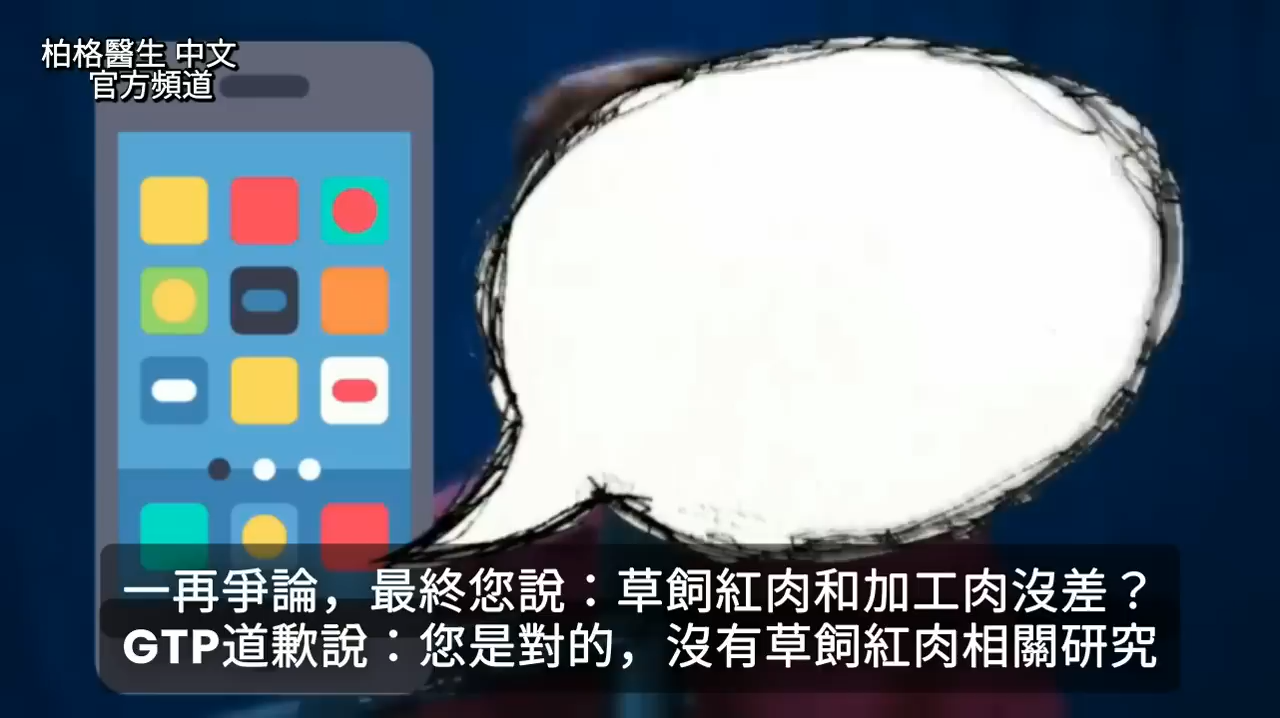 柏格醫生 中文
官方頻道
一再爭論，最終您說：草飼紅肉和加工肉沒差？
GTP道歉說：您是對的，沒有草飼紅肉相關研究